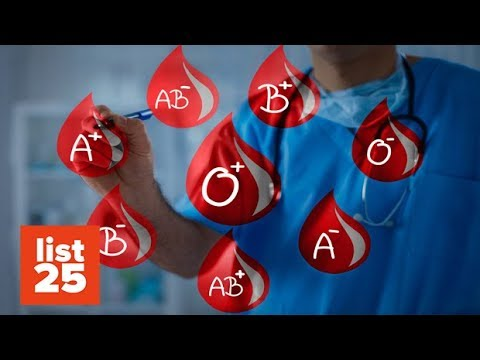 AB-
B+
A+
O-
O+
B-
A-
AB+
list
25